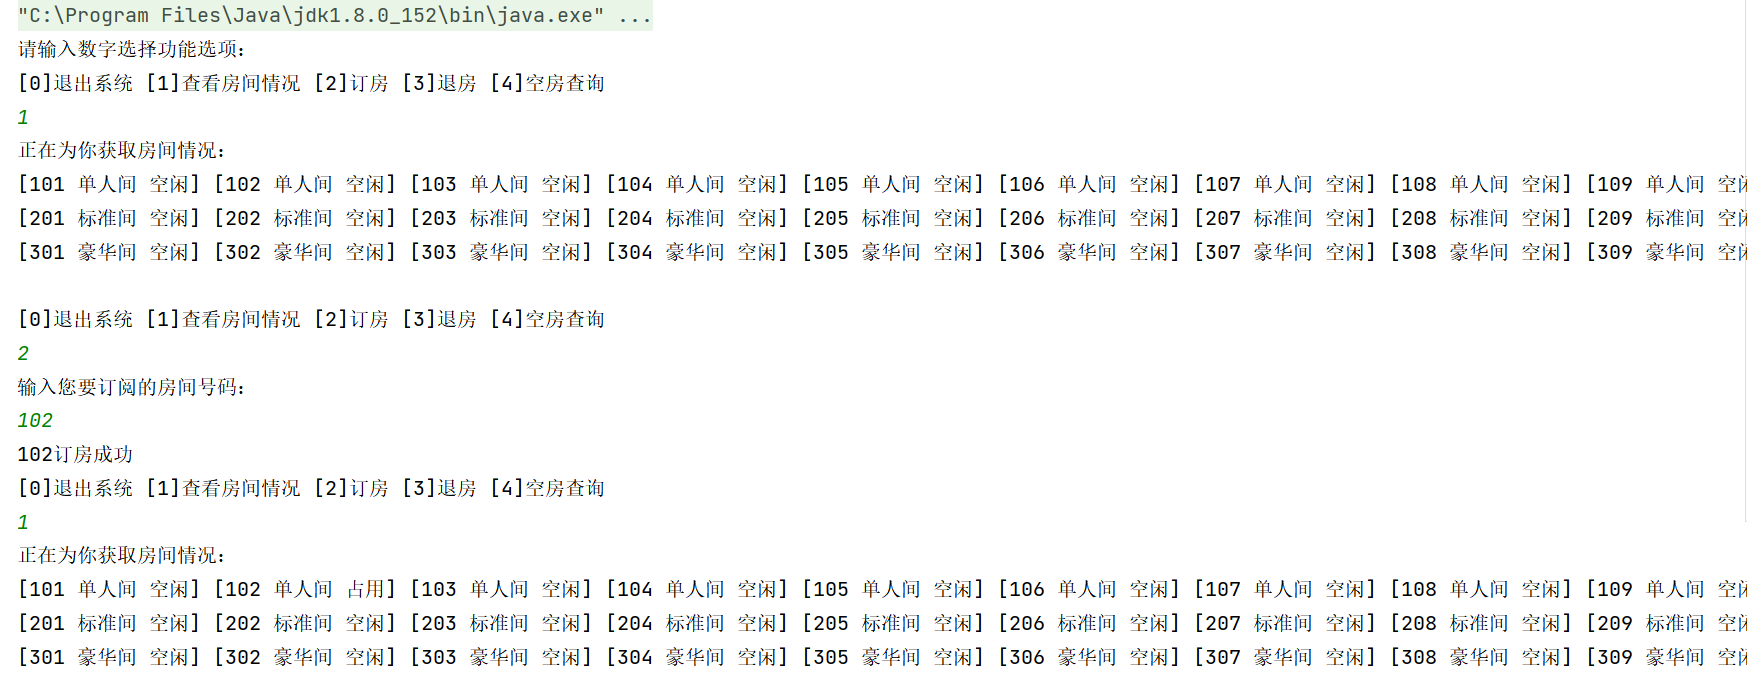 "C:\Program Files\Java\jdk1.8.0_152\bin\java.exe" ...
请输入数字选择功能选项：
[0]退出系统 [1]查看房间情况 [2]订房 [3]退房 [4]空房查询
1
正在为你获取房间情况：
[101 单人间 空闲] [102 单人间 空闲] [103 单人间 空闲] [104 单人间 空闲] [105 单人间 空闲] [106 单人间 空闲] [107 单人间 空闲] [108 单人间 空闲] [109 单人间 空
[201 标准间 空闲] [202 标准间 空闲] [203 标准间 空闲] [204 标准间 空闲] [205 标准间 空闲] [206 标准间 空闲] [207 标准间 空闲] [208 标准间 空闲] [209 标准间 空
[301 豪华间 空闲] [302 豪华间 空闲] [303 豪华间 空闲] [304 豪华间 空闲] [305 豪华间 空闲] [306 豪华间 空闲] [307 豪华间 空闲] [308 豪华间 空闲] [309 豪华间 空
[0]退出系统 [1]查看房间情况 [2]订房 [3]退房 [4]空房查询
2
输入您要订阅的房间号码：
102
102订房成功
[0]退出系统 [1]查看房间情况 [2]订房 [3]退房 [4]空房查询
1
正在为你获取房间情况：
[101 单人间 空闲] [102 单人间 占用] [103 单人间 空闲] [104 单人间 空闲] [105 单人间 空闲] [106 单人间 空闲] [107 单人间 空闲] [108 单人间 空闲] [109 单人间 空
[201 标准间 空闲] [202 标准间 空闲] [203 标准间 空闲] [204 标准间 空闲] [205 标准间 空闲] [206 标准间 空闲] [207 标准间 空闲] [208 标准间 空闲] [209 标准间 空
[301 豪华间 空闲] [302 豪华间 空闲] [303 豪华间 空闲] [304 豪华间 空闲] [305 豪华间 空闲] [306 豪华间 空闲] [307 豪华间 空闲] [308 豪华间 空闲] [309 豪华间 空